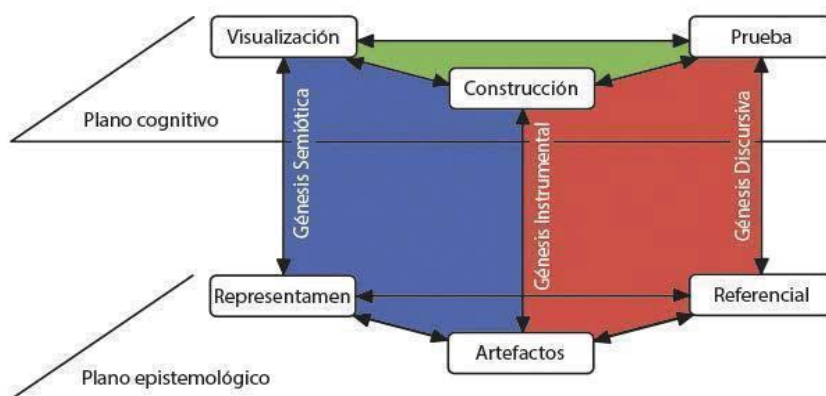 Visualización
Prueba
Construcción
Plano cognitivo
Génesis Semiótica
Génesis Instrumental
Génesis Discursiva
Representamen
Referencial
Artefactos
Plano epistemológico